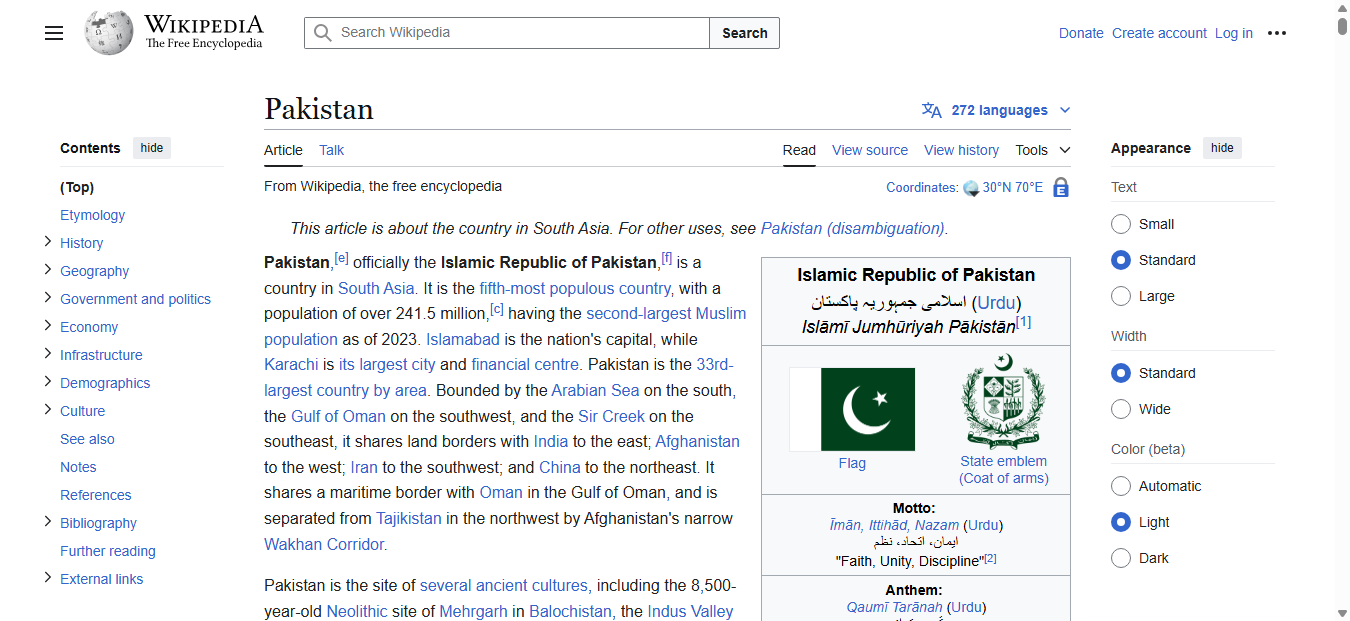 WIKIPEDIA
The Free Encyclopedia
Search Wikipedia
Search
Donate Create account Log in
Contents hide
(Top)
Etymology
History
Geography
Government and politics
Economy
Infrastructure
Demographics
Culture
See also
Notes
References
Bibliography
Further reading
External links
Pakistan
272 languages
Article Talk
Read View source View history Tools
From Wikipedia, the free encyclopedia
Coordinates: 30°N 70°E
This article is about the country in South Asia. For other uses, see Pakistan (disambiguation).
Pakistan,[e] officially the Islamic Republic of Pakistan,[f] is a
country in South Asia. It is the fifth-most populous country, with a
population of over 241.5 million,[c] having the second-largest Muslim
population as of 2023. Islamabad is the nation's capital, while
Karachi is its largest city and financial centre. Pakistan is the 33rd-
largest country by area. Bounded by the Arabian Sea on the south,
the Gulf of Oman on the southwest, and the Sir Creek on the
southeast, it shares land borders with India to the east; Afghanistan
to the west; Iran to the southwest; and China to the northeast. It
shares a maritime border with Oman in the Gulf of Oman, and is
separated from Tajikistan in the northwest by Afghanistan's narrow
Wakhan Corridor.
Pakistan is the site of several ancient cultures, including the 8,500-
year-old Neolithic site of Mehrgarh in Balochistan, the Indus Valley
Islamic Republic of Pakistan
اسلامی جمہوریہ پاکستان (Urdu)
Islāmī Jumhūriyah Pākistān[1]
Flag
State emblem
(Coat of arms)
Motto:
Īmān, Ittihād, Nazam (Urdu)
ایمان، اتحاد، نظم
"Faith, Unity, Discipline"[2]
Anthem:
Qaumī Tarānah (Urdu)
Appearance hide
Text
Small
Standard
Large
Width
Standard
Wide
Color (beta)
Automatic
Light
Dark